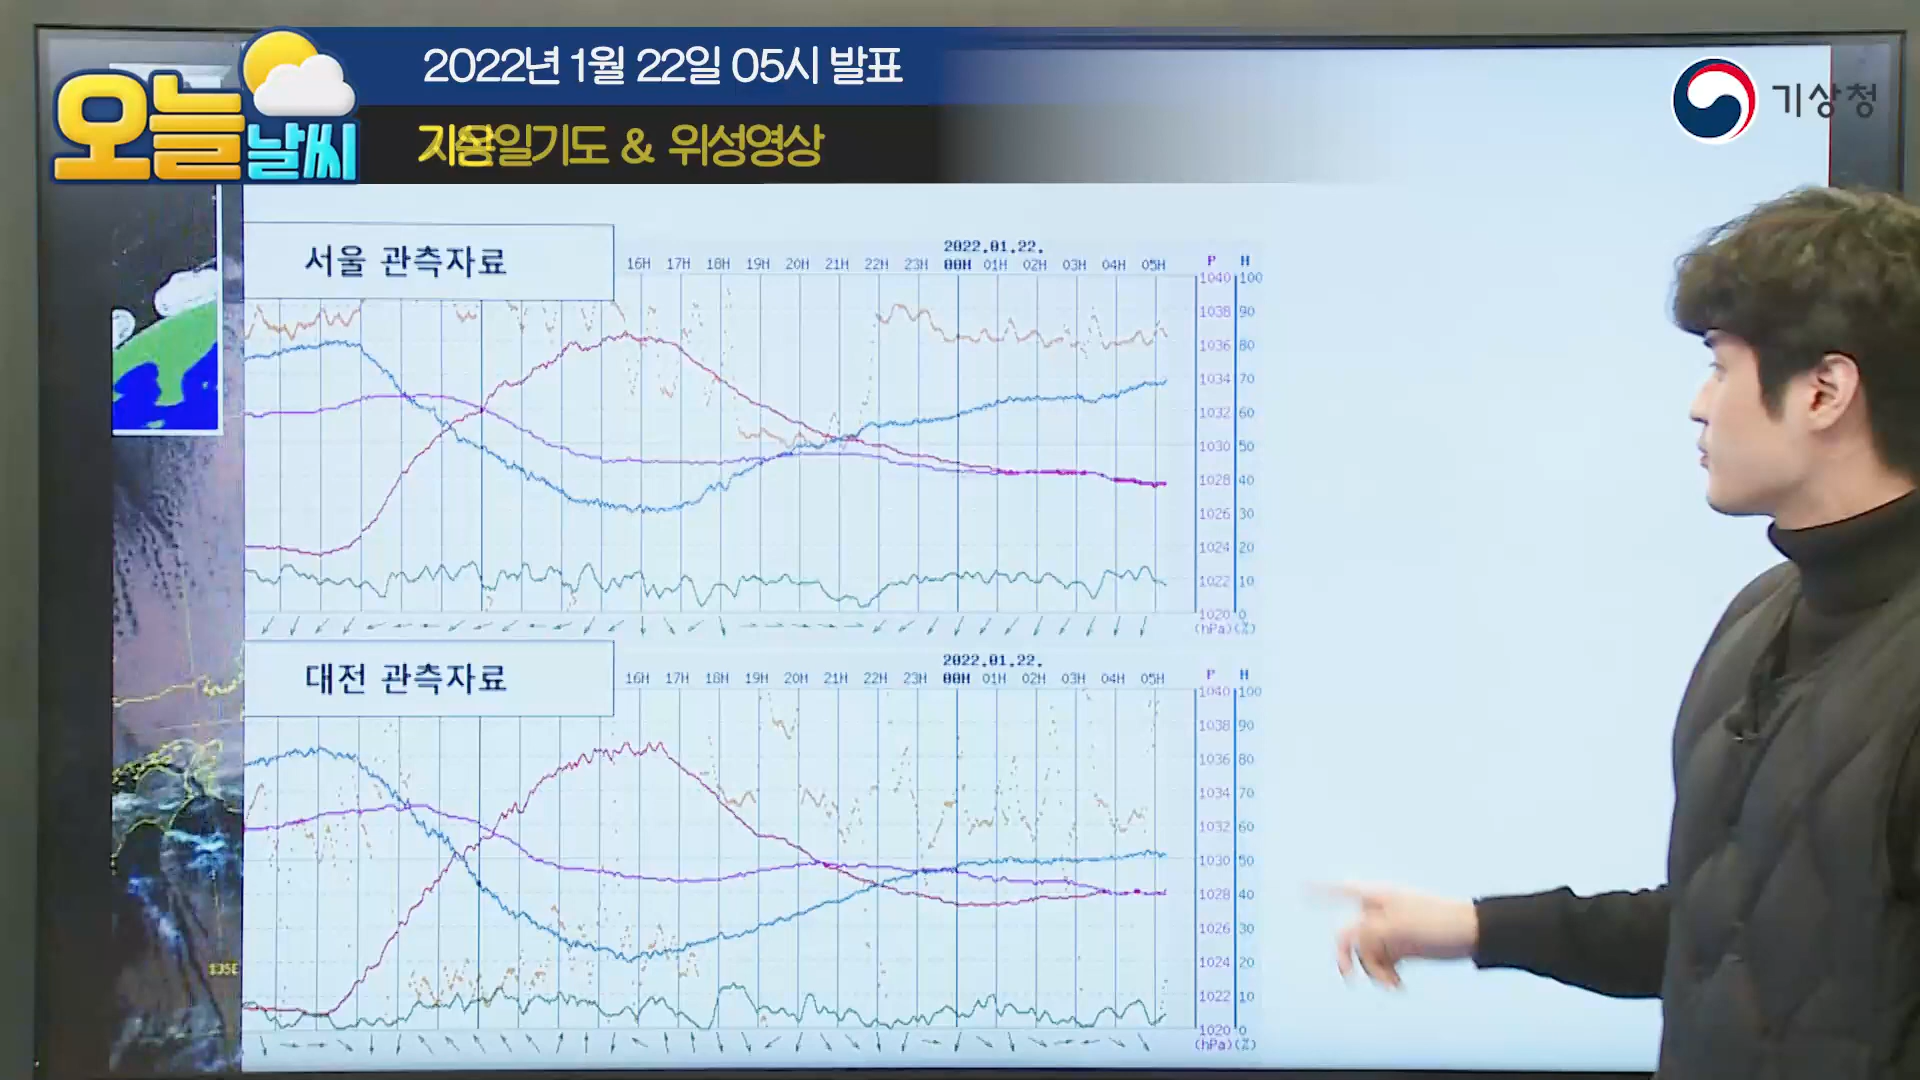 오늘
날씨
2022년 1월 22일 05시 발표
일기도 & 위성영상
기상청
서울 관측자료
2022.01.22.
16H 17H 18H 19H 20H 21H 22H 23H 00H 01H 02H 03H 04H 05H
P H
1040 100
1038 90
1036 80
1034 70
1032 60
1030 50
1028 40
1026 30
1024 20
1022 10
1020 0
(hPa)(%)
대전 관측자료
2022.01.22.
16H 17H 18H 19H 20H 21H 22H 23H 00H 01H 02H 03H 04H 05H
P H
1040 100
1038 90
1036 80
1034 70
1032 60
1030 50
1028 40
1026 30
1024 20
1022 10
1020 0
(hPa)(%)
135E